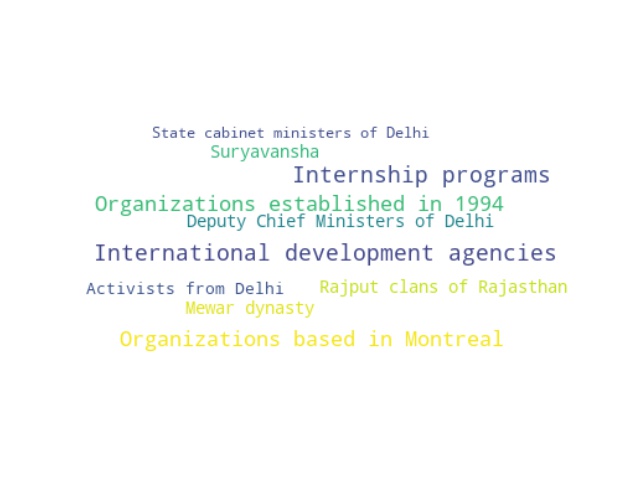 State cabinet ministers of Delhi
Suryavansha
Internship programs
Organizations established in 1994
Deputy Chief Ministers of Delhi
International development agencies
Activists from Delhi
Rajput clans of Rajasthan
Mewar dynasty
Organizations based in Montreal